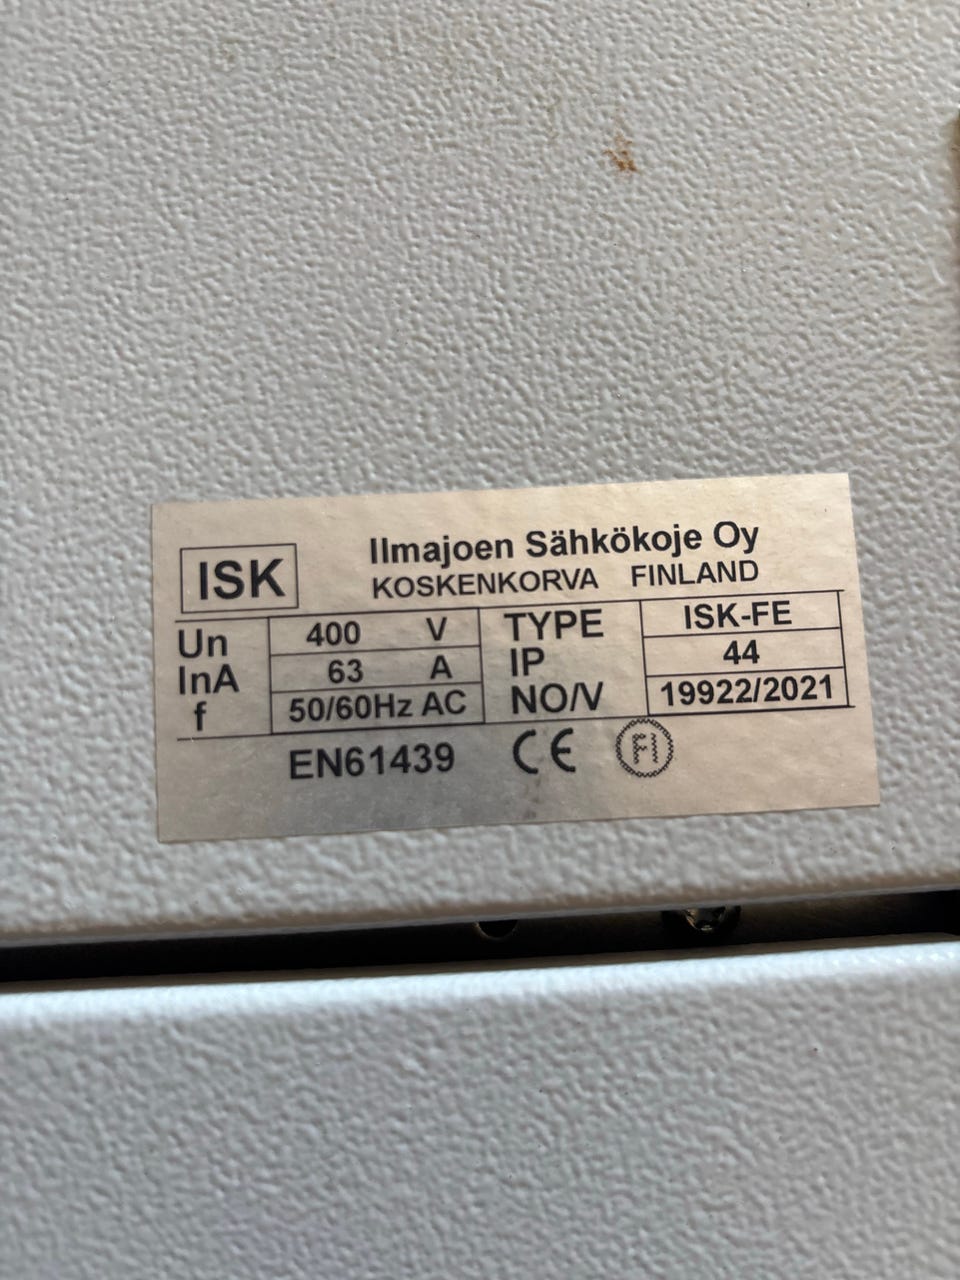 ISK
Ilmajoen Sähkökoje Oy
KOSKENKORVA FINLAND
Un 400 V TYPE ISK-FE
InA 63 A IP 44
f 50/60Hz AC NO/V 19922/2021
EN61439 CE FI